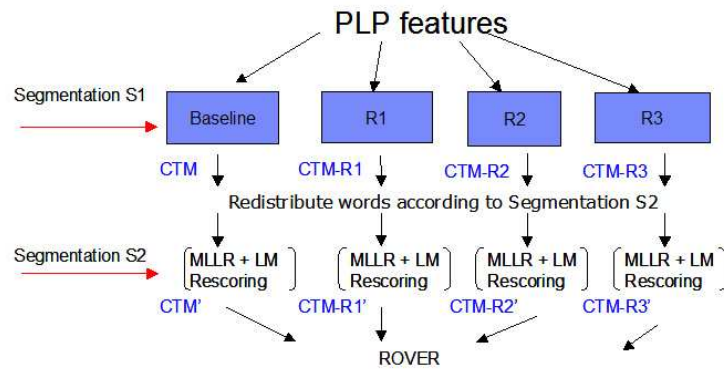 PLP features
Segmentation S1
Baseline
R1
R2
R3
CTM
CTM-R1
CTM-R2
CTM-R3
Redistribute words according to Segmentation S2
Segmentation S2
MLLR + LM
Rescoring
MLLR + LM
Rescoring
MLLR + LM
Rescoring
MLLR + LM
Rescoring
CTM'
CTM-R1'
CTM-R2'
CTM-R3'
ROVER